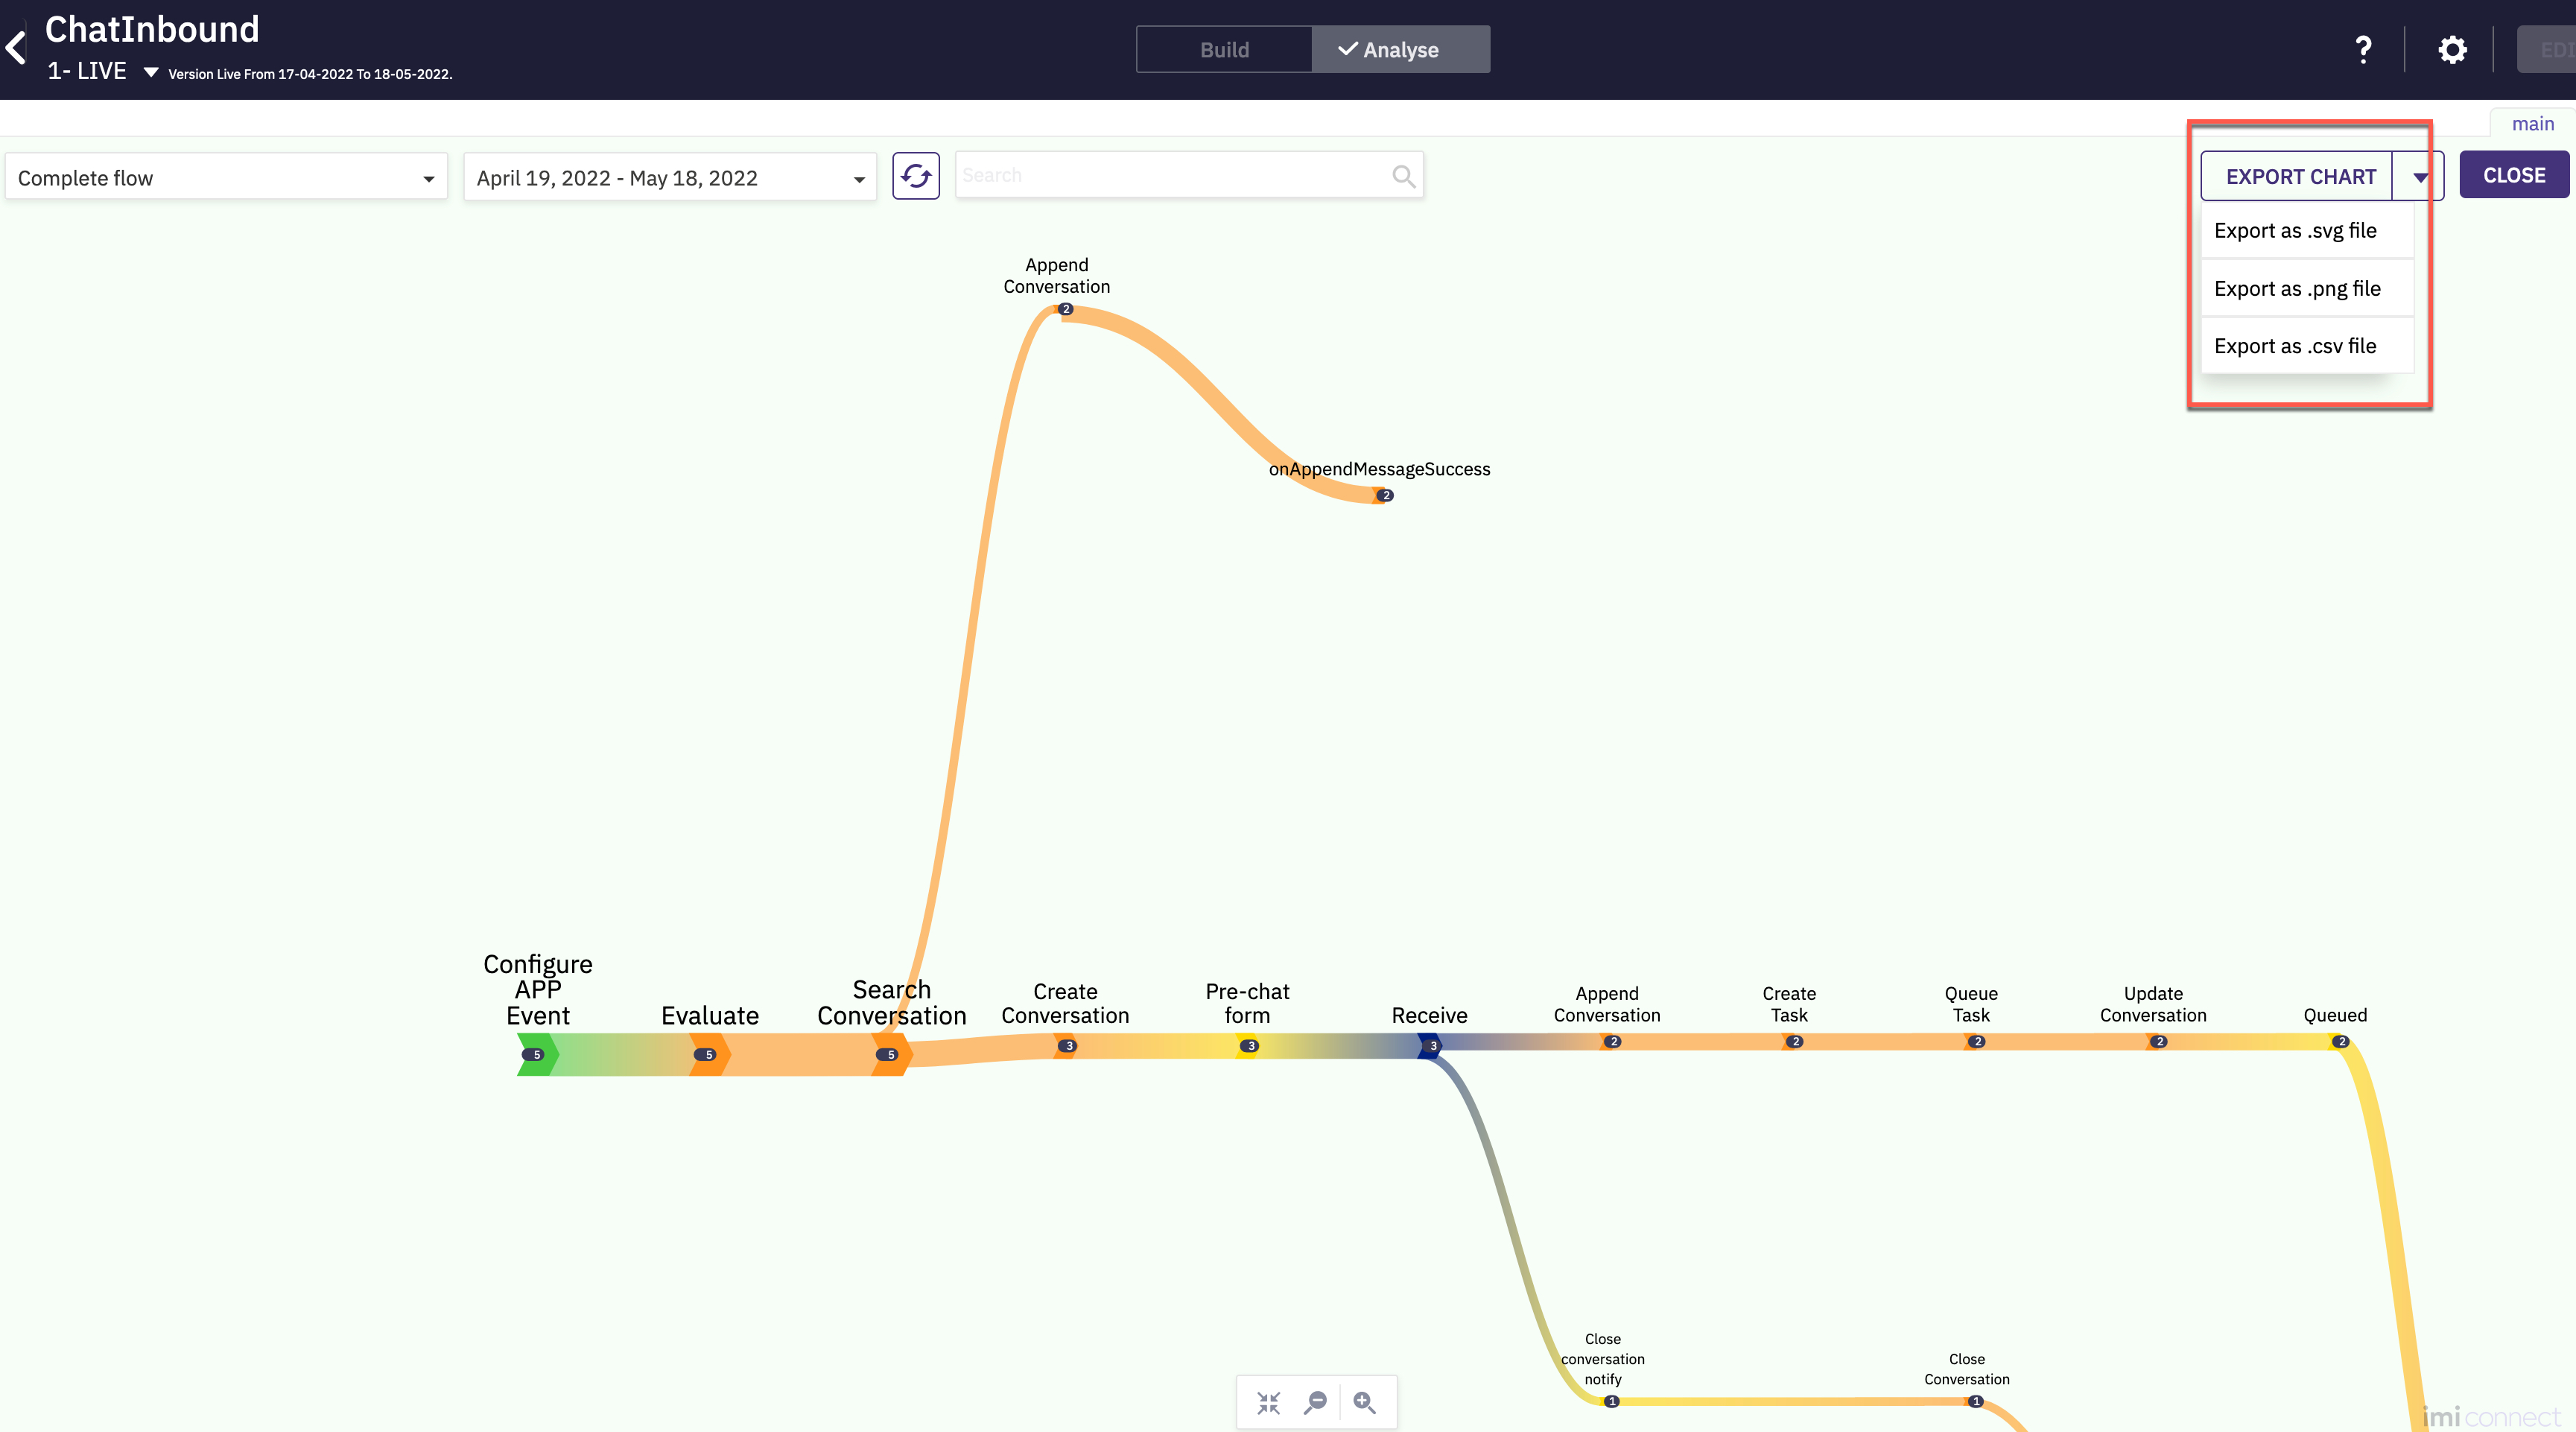 ChatInbound
1- LIVE
Version Live From 17-04-2022 To 18-05-2022.
Build
Analyse
?
main
Complete flow
April 19, 2022 - May 18, 2022
Search
EXPORT CHART
CLOSE
Export as .svg file
Export as .png file
Export as .csv file
Append
Conversation
2
onAppendMessageSuccess
2
Configure
APP
Event
Evaluate
Search
Conversation
Create
Conversation
Pre-chat
form
Receive
Append
Conversation
Create
Task
Queue
Task
Update
Conversation
Queued
5
5
5
3
3
3
2
2
2
2
2
Close
conversation
notify
1
Close
Conversation
1
imiconnect